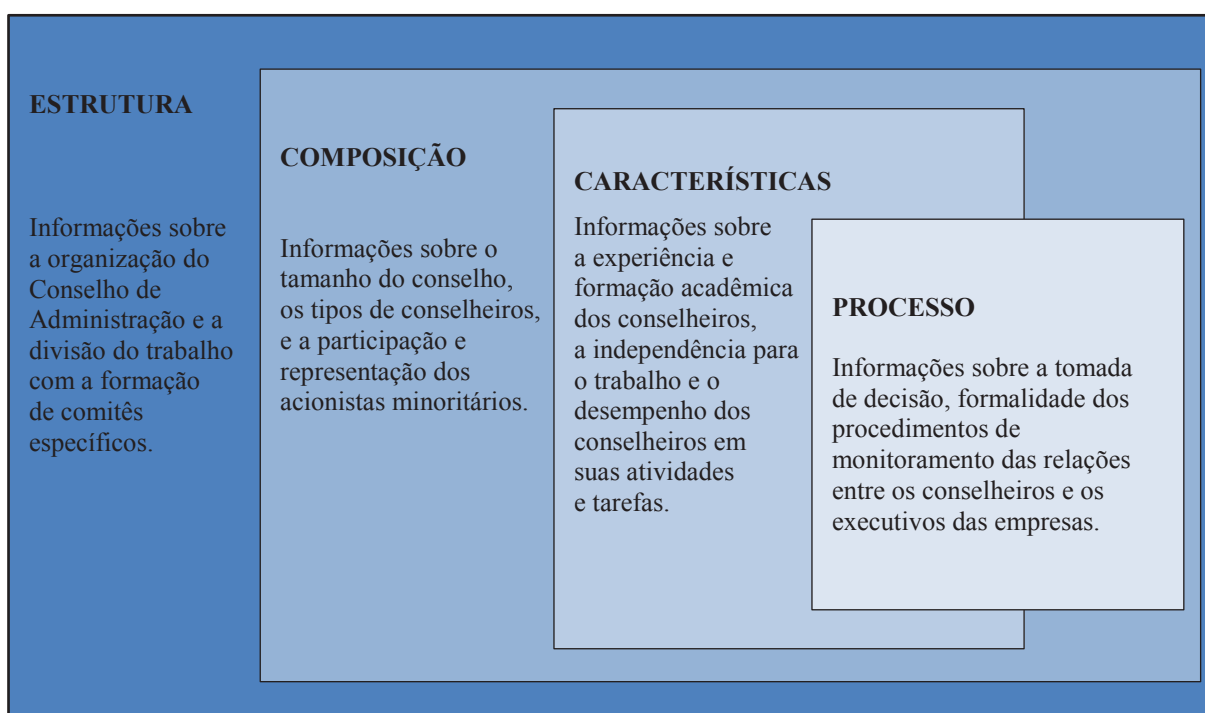 ESTRUTURA
Informações sobre
a organização do
Conselho de
Administração e a
divisão do trabalho
com a formação
de comitês
específicos.
COMPOSIÇÃO
Informações sobre o
tamanho do conselho,
os tipos de conselheiros,
e a participação e
representação dos
acionistas minoritários.
CARACTERÍSTICAS
Informações sobre
a experiência e
formação acadêmica
dos conselheiros,
a independência para
o trabalho e o
desempenho dos
conselheiros em
suas atividades
e tarefas.
PROCESSO
Informações sobre a tomada
de decisão, formalidade dos
procedimentos de
monitoramento das relações
entre os conselheiros e os
executivos das empresas.